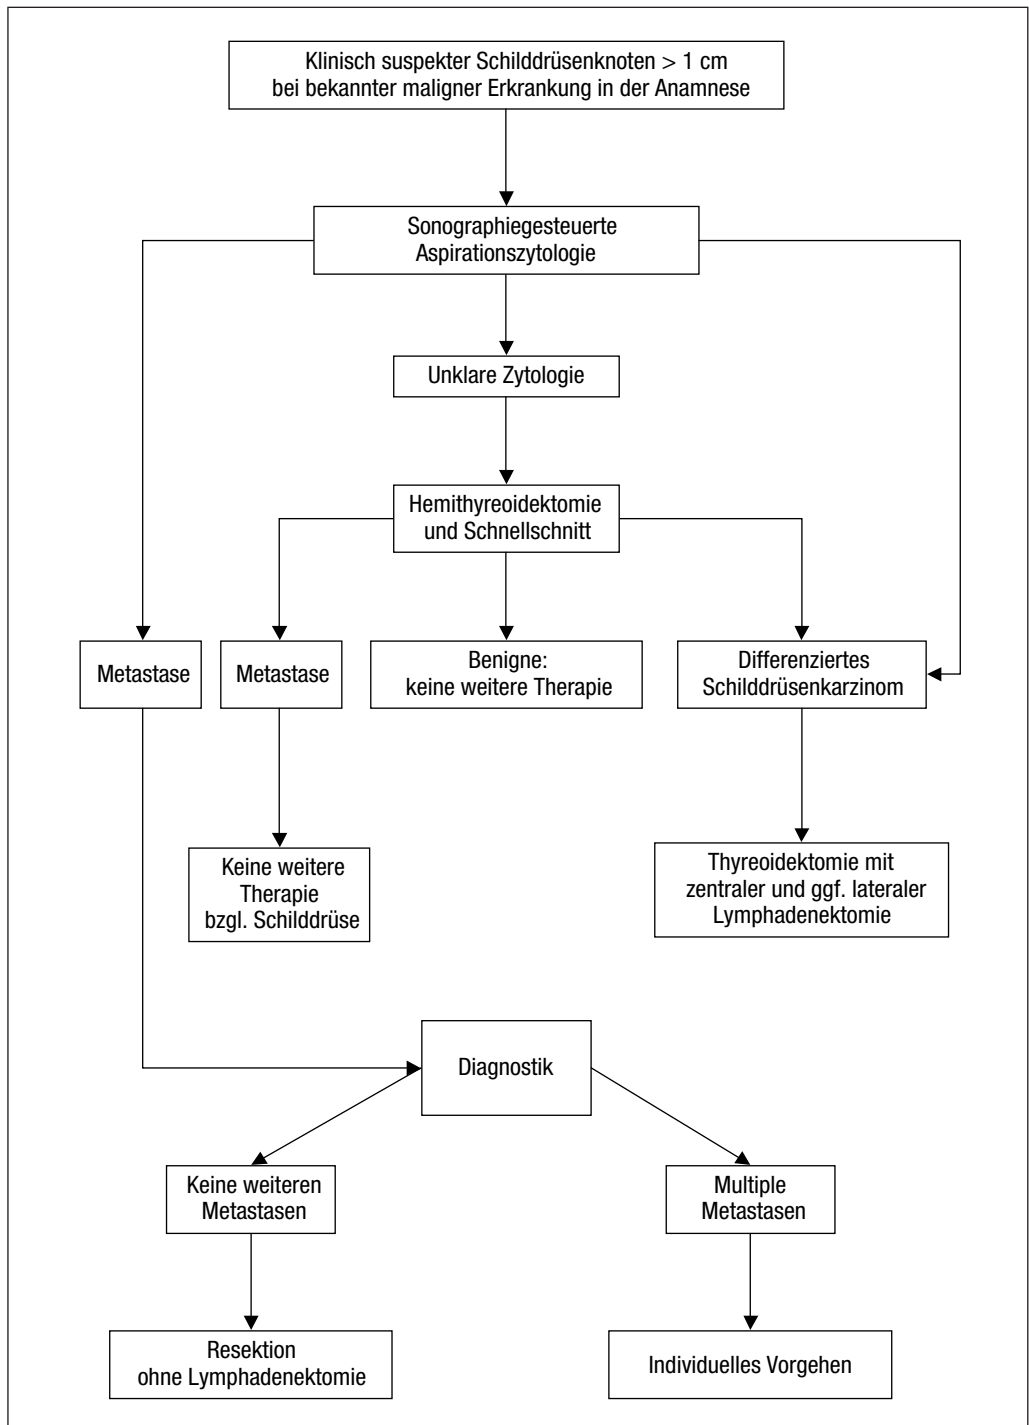 Klinisch suspekter Schilddrüsenknoten > 1 cm
bei bekannter maligner Erkrankung in der Anamnese
Sonographiegesteuerte
Aspirationszytologie
Unklare Zytologie
Hemithyreoidektomie
und Schnellschnitt
Metastase
Metastase
Benigne:
keine weitere Therapie
Differenziertes
Schilddrüsenkarzinom
Keine weitere
Therapie
bzgl. Schilddrüse
Thyreoidektomie mit
zentraler und ggf. lateraler
Lymphadenektomie
Diagnostik
Keine weiteren
Metastasen
Multiple
Metastasen
Resektion
ohne Lymphadenektomie
Individuelles Vorgehen